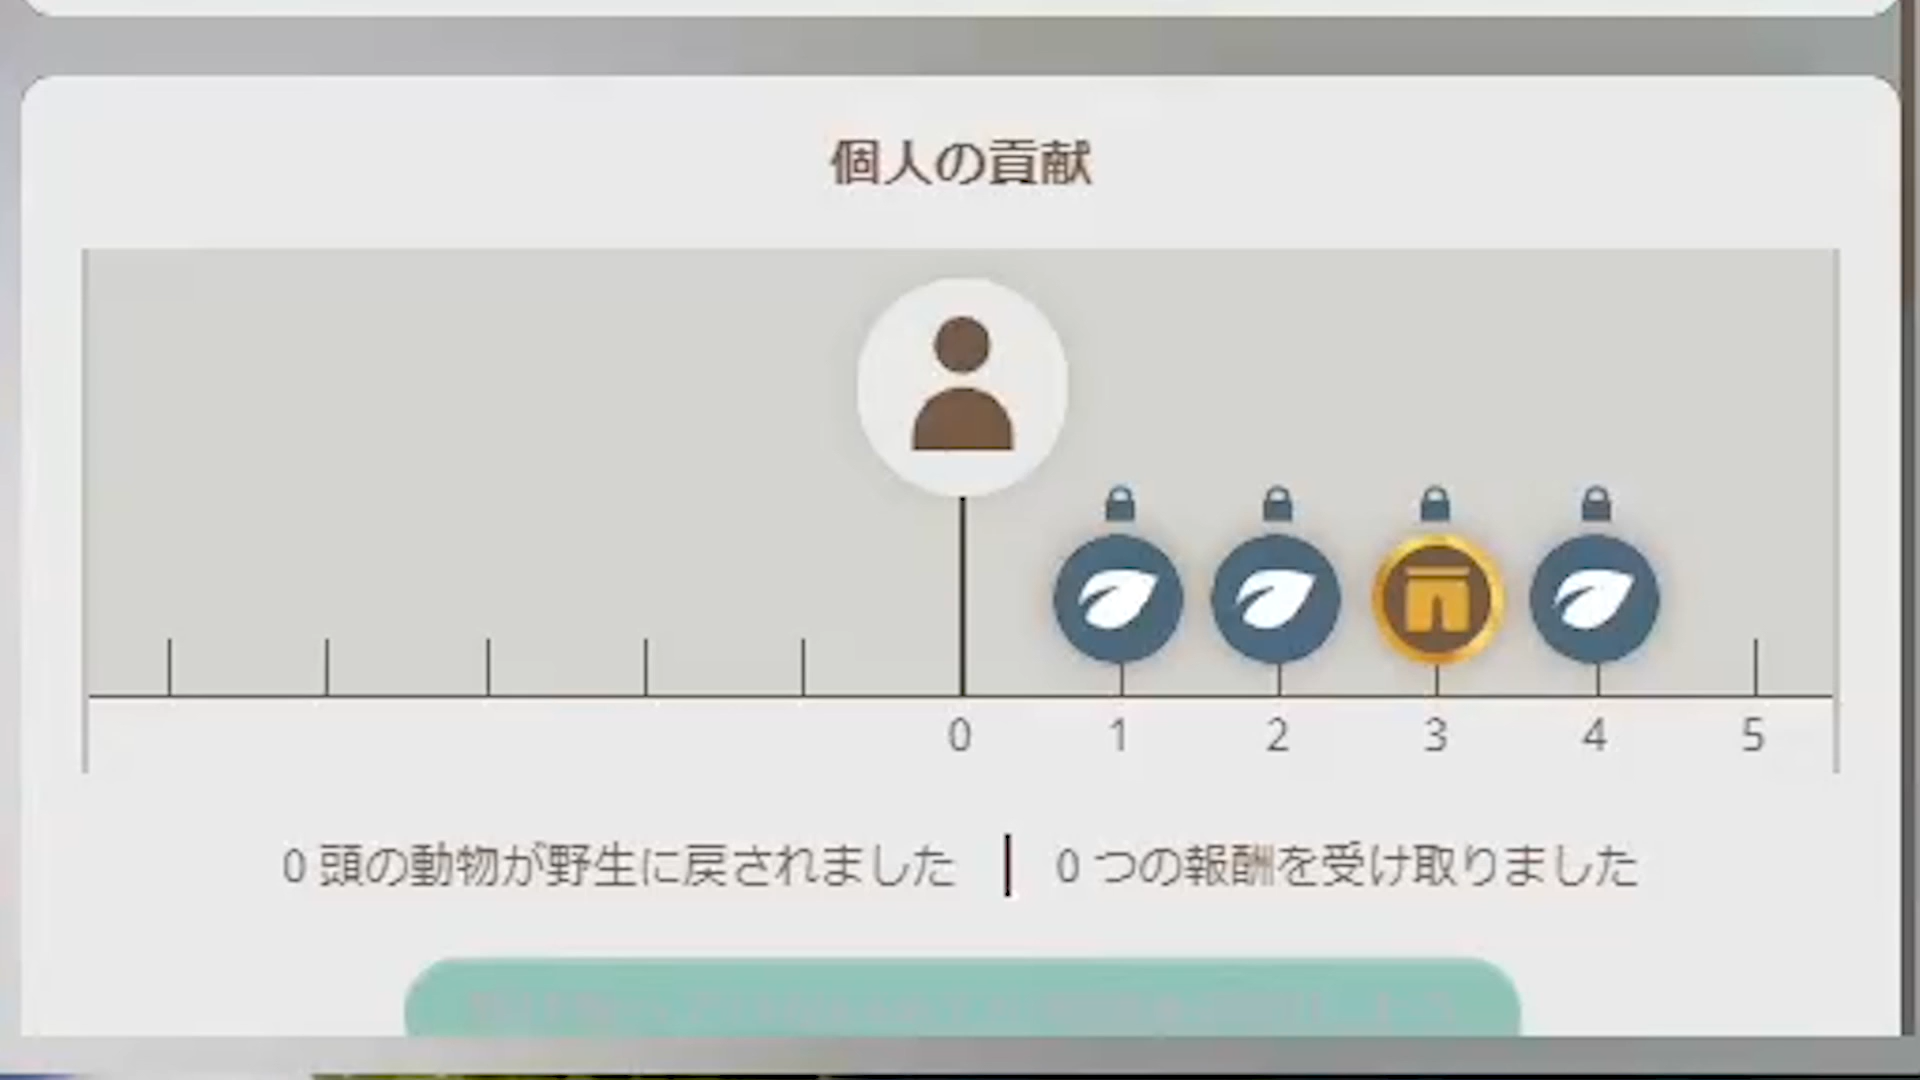 個人の貢献
0 1 2 3 4 5
0 頭の動物が野生に戻されました | 0 つの報酬を受け取りました